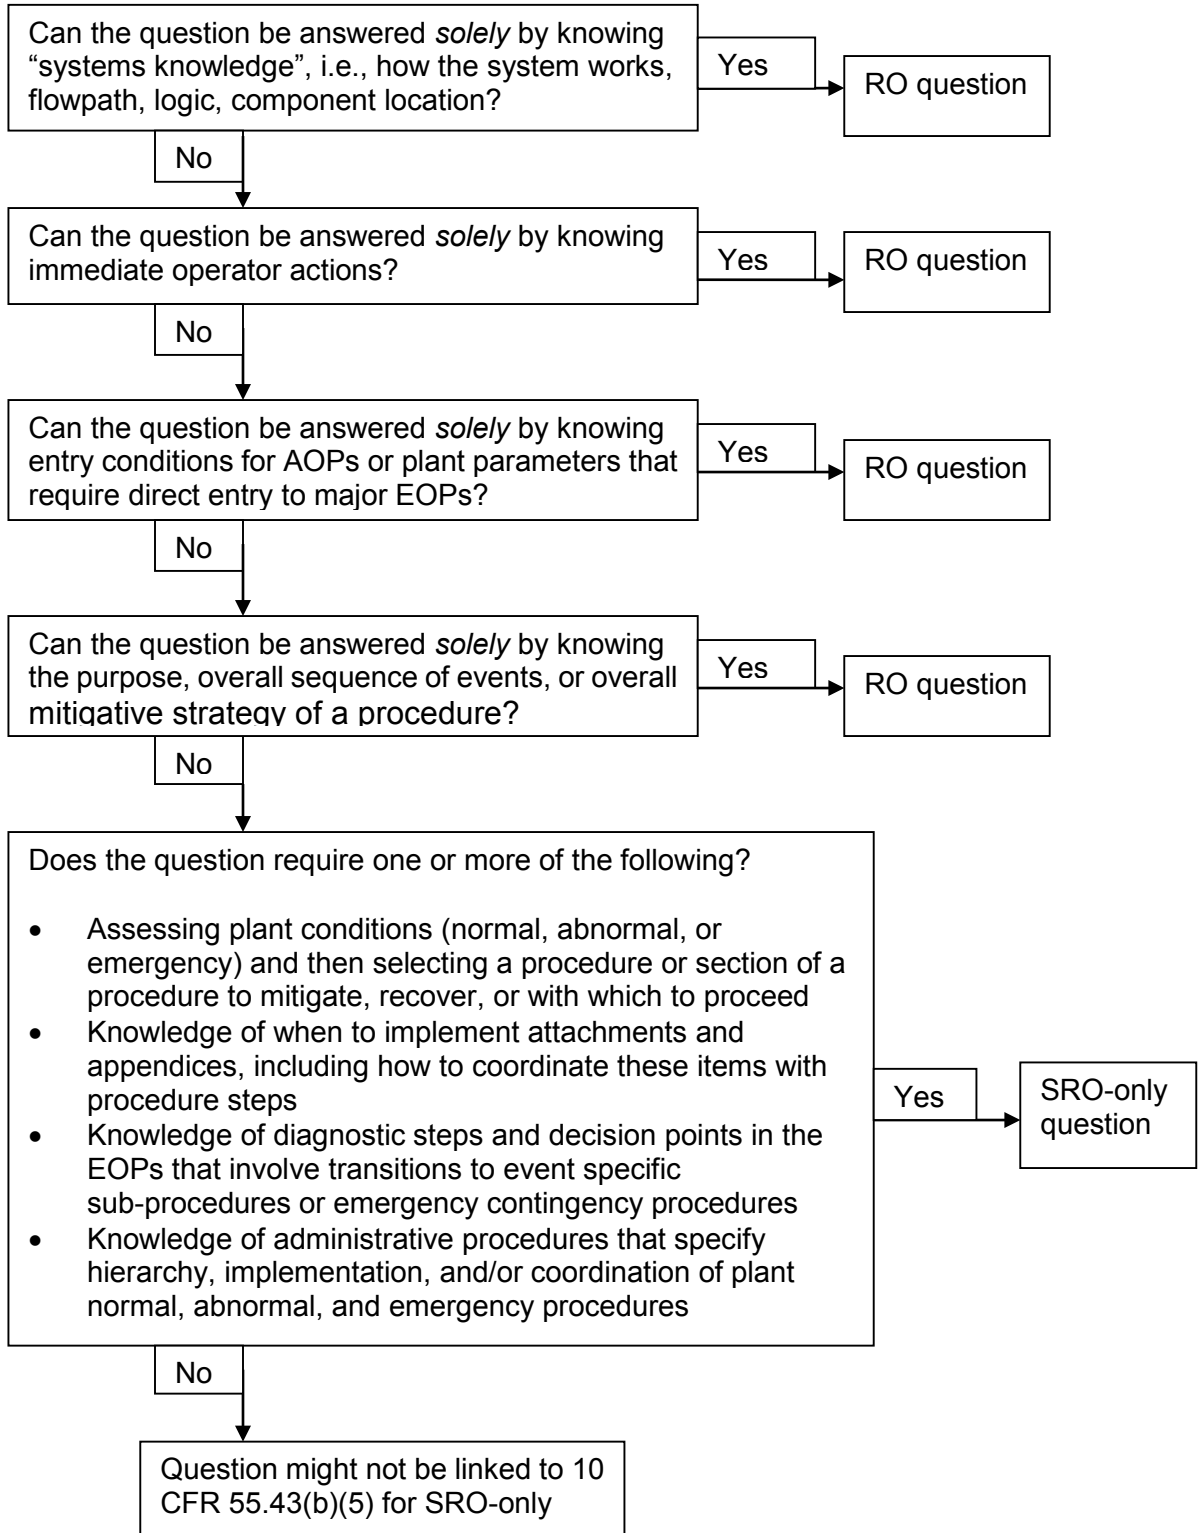 Can the question be answered solely by knowing
“systems knowledge”, i.e., how the system works,
flowpath, logic, component location?
Yes
RO question
No
Can the question be answered solely by knowing
immediate operator actions?
Yes
RO question
No
Can the question be answered solely by knowing
entry conditions for AOPs or plant parameters that
require direct entry to major EOPs?
Yes
RO question
No
Can the question be answered solely by knowing
the purpose, overall sequence of events, or overall
mitigative strategy of a procedure?
Yes
RO question
No
Does the question require one or more of the following?
• Assessing plant conditions (normal, abnormal, or
emergency) and then selecting a procedure or section of a
procedure to mitigate, recover, or with which to proceed
• Knowledge of when to implement attachments and
appendices, including how to coordinate these items with
procedure steps
• Knowledge of diagnostic steps and decision points in the
EOPs that involve transitions to event specific
sub-procedures or emergency contingency procedures
• Knowledge of administrative procedures that specify
hierarchy, implementation, and/or coordination of plant
normal, abnormal, and emergency procedures
Yes
SRO-only
question
No
Question might not be linked to 10
CFR 55.43(b)(5) for SRO-only